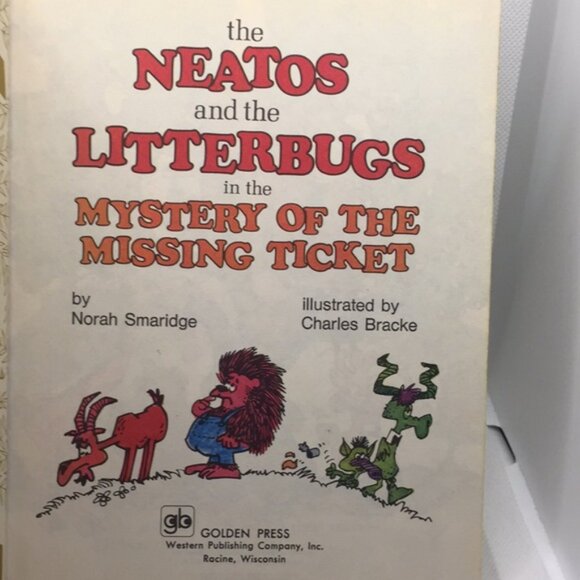 the
NEATOS
and the
LITTERBUGS
in the
MYSTERY OF THE
MISSING TICKET
by
Norah Smaridge
illustrated by
Charles Bracke
gb
GOLDEN PRESS
Western Publishing Company, Inc.
Racine, Wisconsin